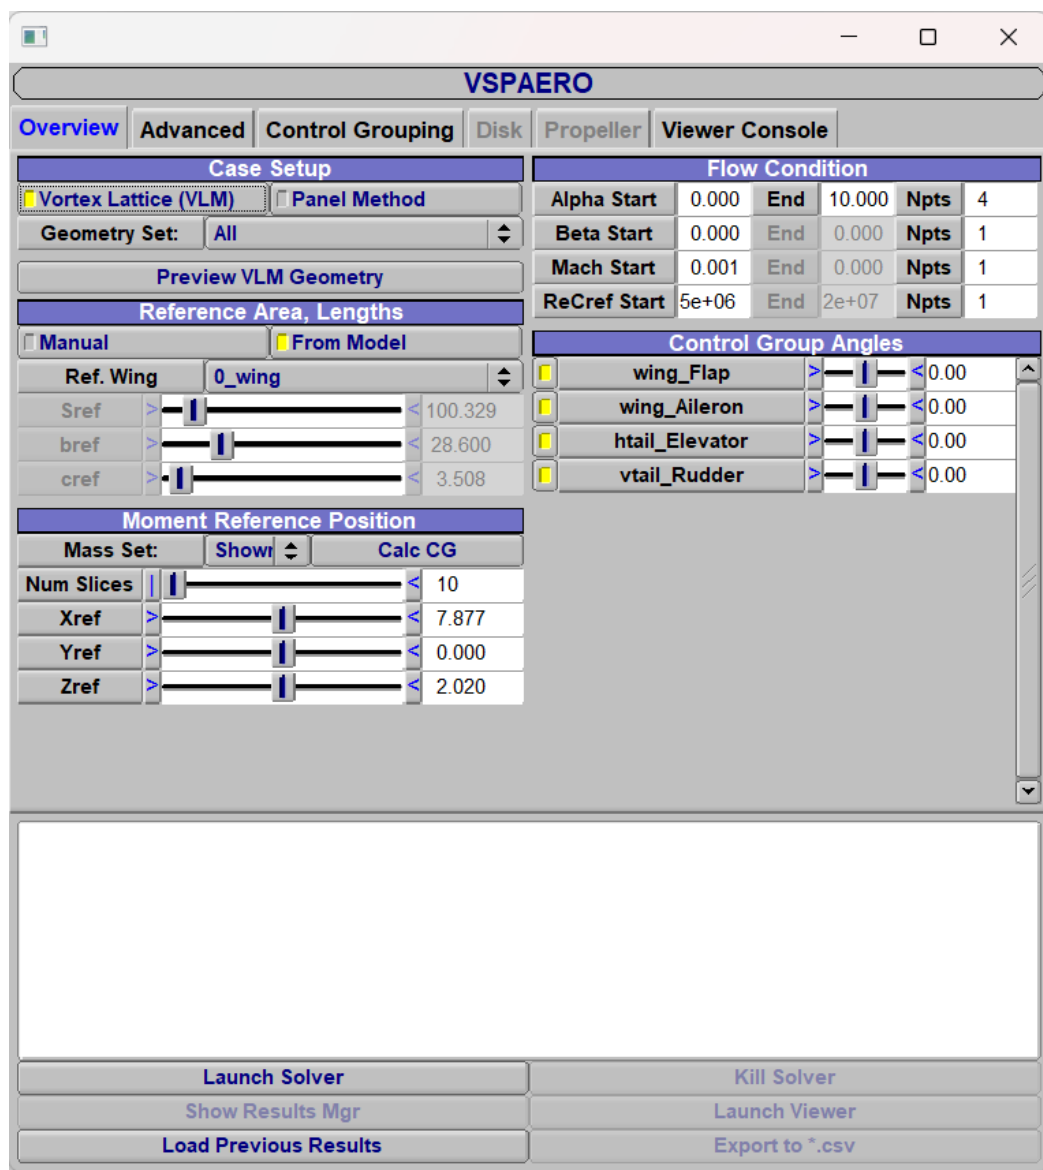 VSPAERO
Overview Advanced Control Grouping Disk Propeller Viewer Console
Case Setup
Vortex Lattice (VLM) Panel Method
Geometry Set: All
Preview VLM Geometry
Reference Area, Lengths
Manual From Model
Ref. Wing 0_wing
Sref > < 100.329
bref > < 28.600
cref > < 3.508
Moment Reference Position
Mass Set: Shown Calc CG
Num Slices | < 10
Xref > < 7.877
Yref > < 0.000
Zref > < 2.020
Flow Condition
Alpha Start 0.000 End 10.000 Npts 4
Beta Start 0.000 End 0.000 Npts 1
Mach Start 0.001 End 0.000 Npts 1
ReCref Start 5e+06 End 2e+07 Npts 1
Control Group Angles
wing_Flap > < 0.00
wing_Aileron > < 0.00
htail_Elevator > < 0.00
vtail_Rudder > < 0.00
Launch Solver Kill Solver
Show Results Mgr Launch Viewer
Load Previous Results Export to *.csv